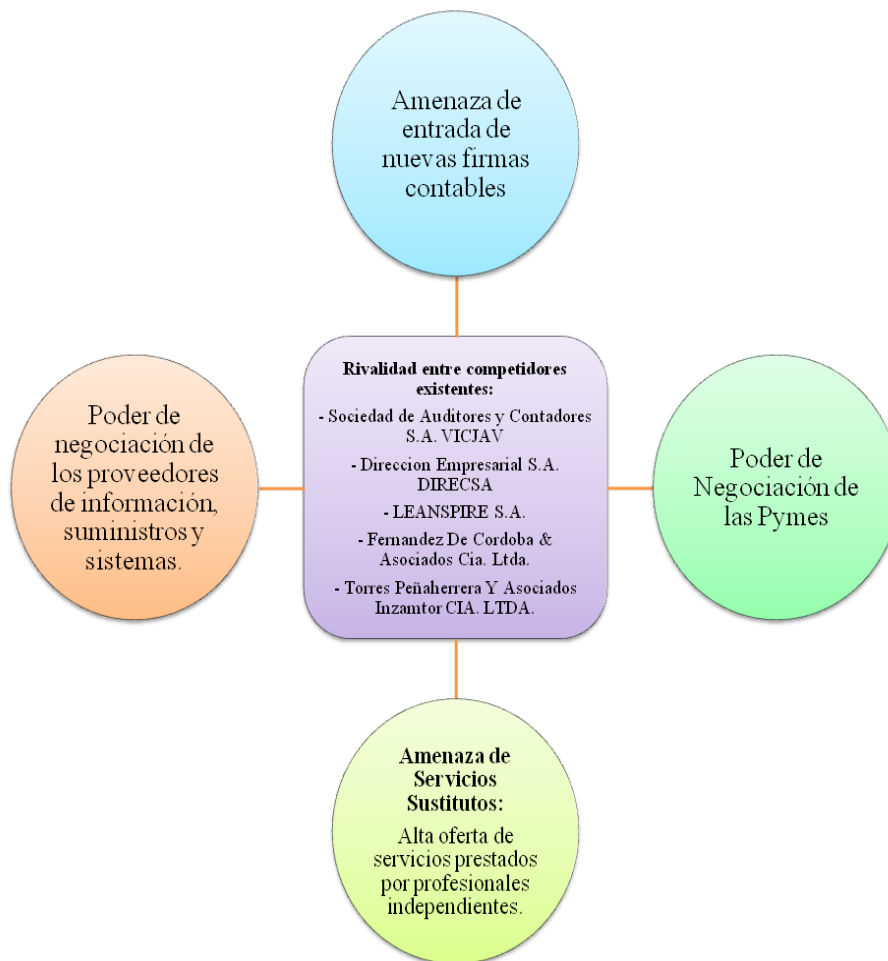 Amenaza de
entrada de
nuevas firmas
contables
Poder de
negociación de
los proveedores
de información,
suministros y
sistemas.
Rivalidad entre competidores
existentes:
- Sociedad de Auditores y Contadores
S.A. VICJAV
- Direccion Empresarial S.A.
DIRECSA
- LEANSPIRE S.A.
- Fernandez De Cordoba &
Asociados Cia. Ltda.
- Torres Peñaherrera Y Asociados
Inzamtor CIA. LTDA.
Poder de
Negociación de
las Pymes
Amenaza de
Servicios
Sustitutos:
Alta oferta de
servicios prestados
por profesionales
independientes.